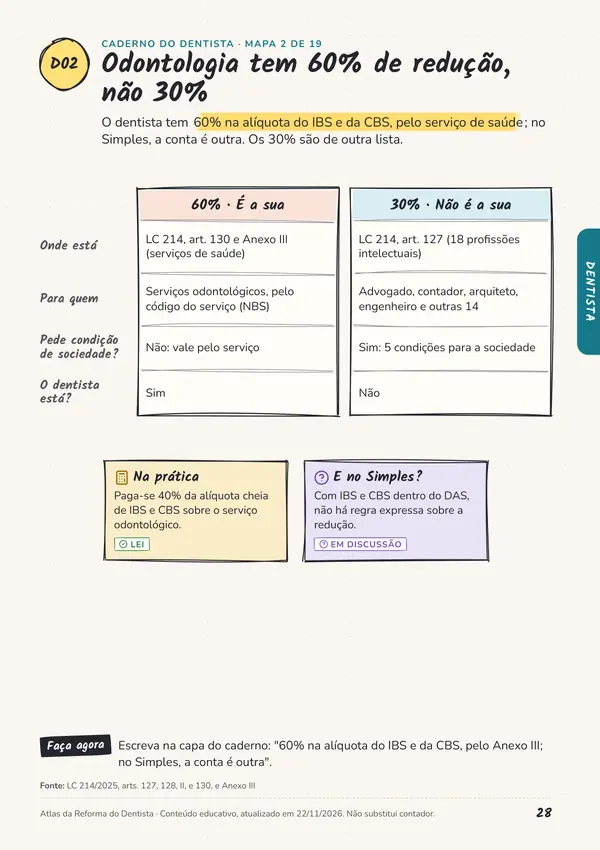 D02
CADERNO DO DENTISTA · MAPA 2 DE 19
Odontologia tem 60% de redução,
não 30%
O dentista tem 60% na alíquota do IBS e da CBS, pelo serviço de saúde; no
Simples, a conta é outra. Os 30% são de outra lista.
60% · É a sua
30% · Não é a sua
Onde está
LC 214, art. 130 e Anexo III
(serviços de saúde)
LC 214, art. 127 (18 profissões
intelectuais)
Para quem
Serviços odontológicos, pelo
código do serviço (NBS)
Advogado, contador, arquiteto,
engenheiro e outras 14
Pede condição
de sociedade?
Não: vale pelo serviço
Sim: 5 condições para a sociedade
O dentista
está?
Sim
Não
DENTISTA
Na prática
Paga-se 40% da alíquota cheia
de IBS e CBS sobre o serviço
odontológico.
LEI
E no Simples?
Com IBS e CBS dentro do DAS,
não há regra expressa sobre a
redução.
EM DISCUSSÃO
Faça agora
Escreva na capa do caderno: "60% na alíquota do IBS e da CBS, pelo Anexo III;
no Simples, a conta é outra".
Fonte: LC 214/2025, arts. 127, 128, II, e 130, e Anexo III
Atlas da Reforma do Dentista · Conteúdo educativo, atualizado em 22/11/2026. Não substitui contador.
28